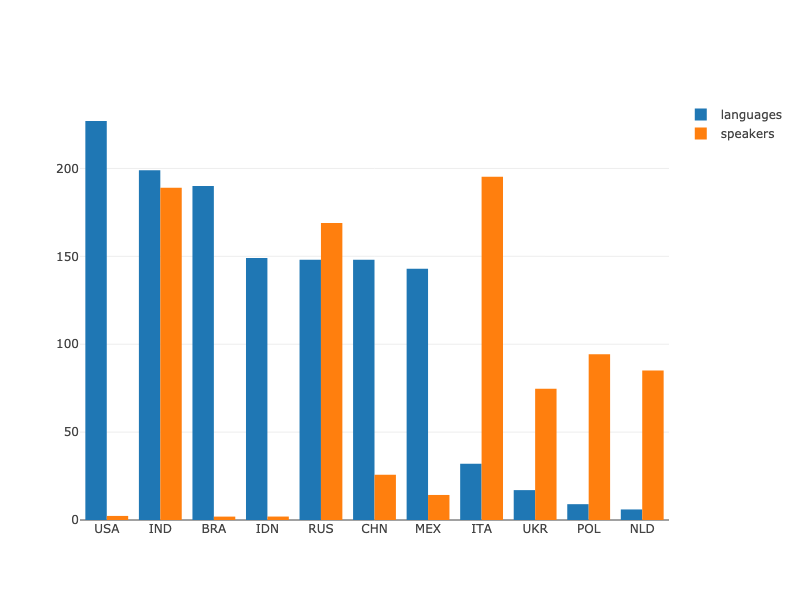 languages
speakers
200
150
100
50
0
USA IND BRA IDN RUS CHN MEX ITA UKR POL NLD